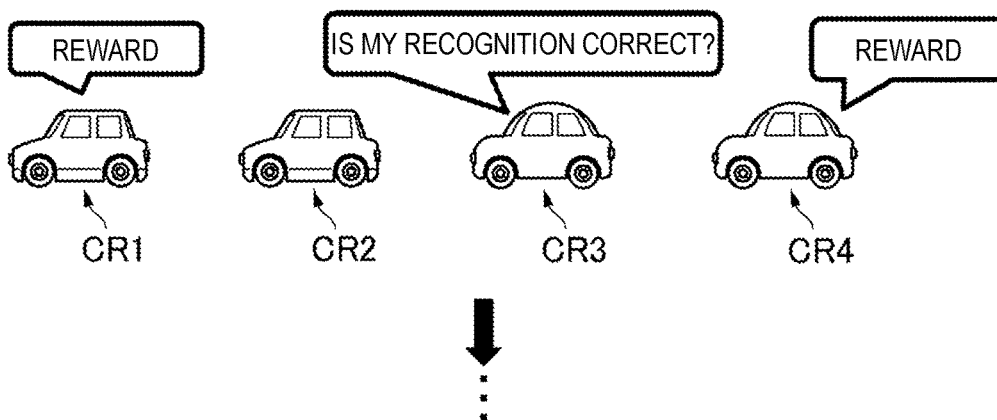 REWARD
IS MY RECOGNITION CORRECT?
REWARD
CR1
CR2
CR3
CR4